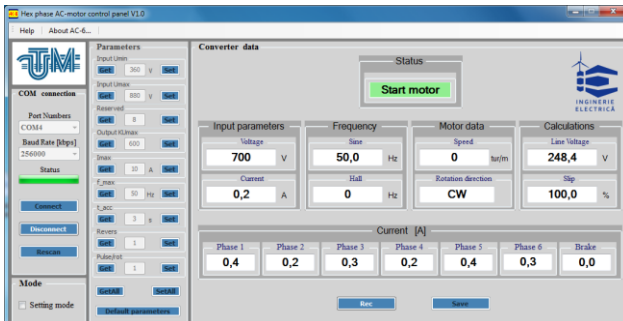 Hex phase AC-motor control panel V1.0
Help About AC-6...
UTM
COM connection
Port Numbers
COM4
Baud Rate [kbps]
256000
Status
Connect
Disconnect
Rescan
Mode
Setting mode
Parameters
Input Umin
Get 360 V Set
Input Umax
Get 880 V Set
Reserved
Get 8 Set
Output KUmax
Get 600 Set
Imax
Get 10 A Set
f_max
Get 50 Hz Set
t_acc
Get 3 s Set
Revers
Get 1 Set
Pulse/rot
Get 1 Set
GetAll SetAll
Default parameters
Converter data
Status
Start motor
INGINERIE
ELECTRICĂ
Input parameters Frequency Motor data Calculations
Voltage Sine Speed Line Voltage
700 V 50,0 Hz 0 tur/m 248,4 V
Current Hall Rotation direction Slip
0,2 A 0 Hz CW 100,0 %
Current [A]
Phase 1 Phase 2 Phase 3 Phase 4 Phase 5 Phase 6 Brake
0,4 0,2 0,3 0,2 0,4 0,3 0,0
Rec Save